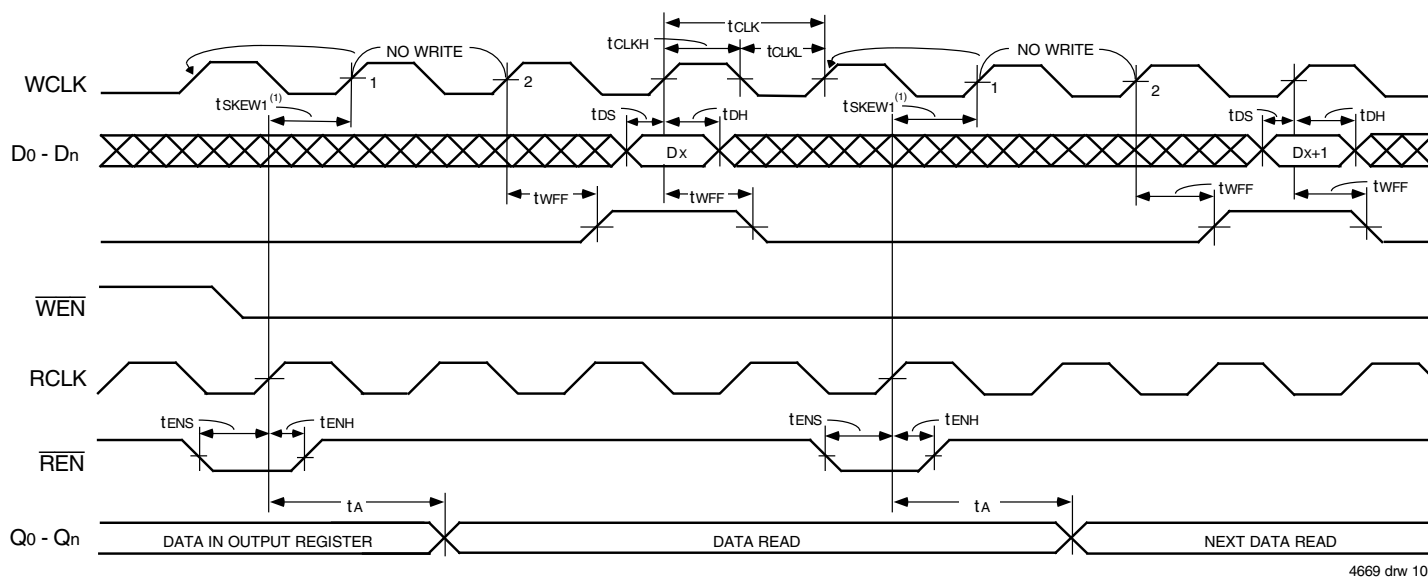 tCLK
tCLKH
tCLKL
NO WRITE
NO WRITE
WCLK
1
2
1
2
tSKEW1(1)
tDS
tDH
tSKEW1(1)
tDS
tDH
D0 - Dn
Dx
Dx+1
tWFF
tWFF
tWFF
tWFF
WEN
RCLK
tENS
tENH
tENS
tENH
REN
tA
tA
Q0 - Qn
DATA IN OUTPUT REGISTER
DATA READ
NEXT DATA READ
4669 drw 10